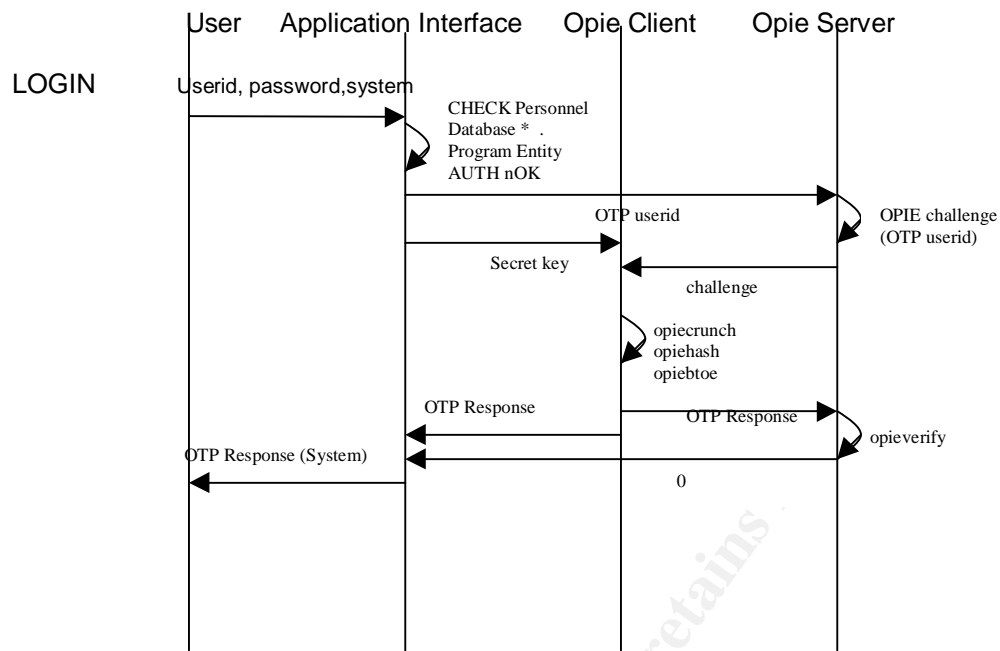 User Application Interface Opie Client Opie Server
LOGIN
Userid, password,system
CHECK Personnel
Database * .
Program Entity
AUTH nOK
OTP userid
OPIE challenge
(OTP userid)
Secret key
challenge
opiecrunch
opiehash
opiebtoe
OTP Response
OTP Response
opieverify
OTP Response (System)
0
retains